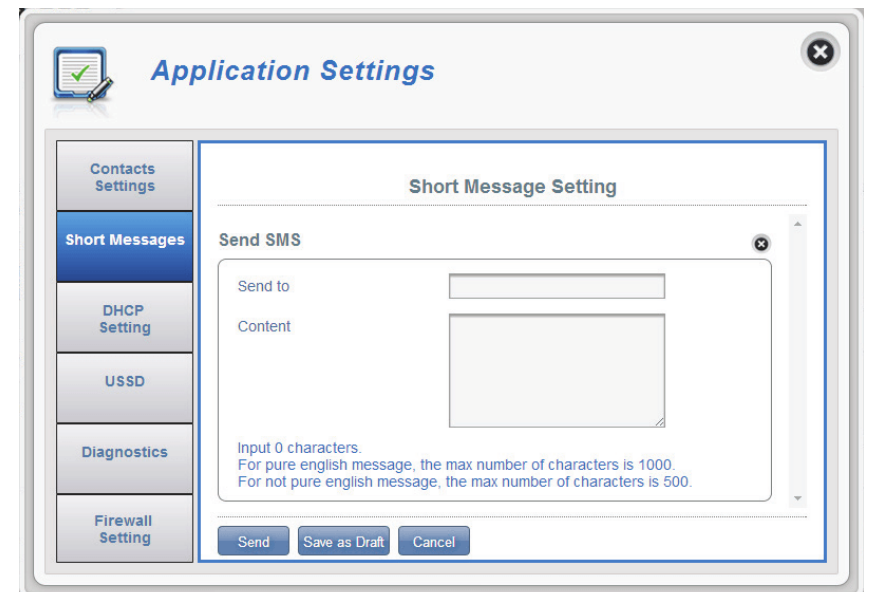 Application Settings
Contacts
Settings
Short Messages
DHCP
Setting
USSD
Diagnostics
Firewall
Setting
Short Message Setting
Send SMS
Send to
Content
Input 0 characters.
For pure english message, the max number of characters is 1000.
For not pure english message, the max number of characters is 500.
Send
Save as Draft
Cancel